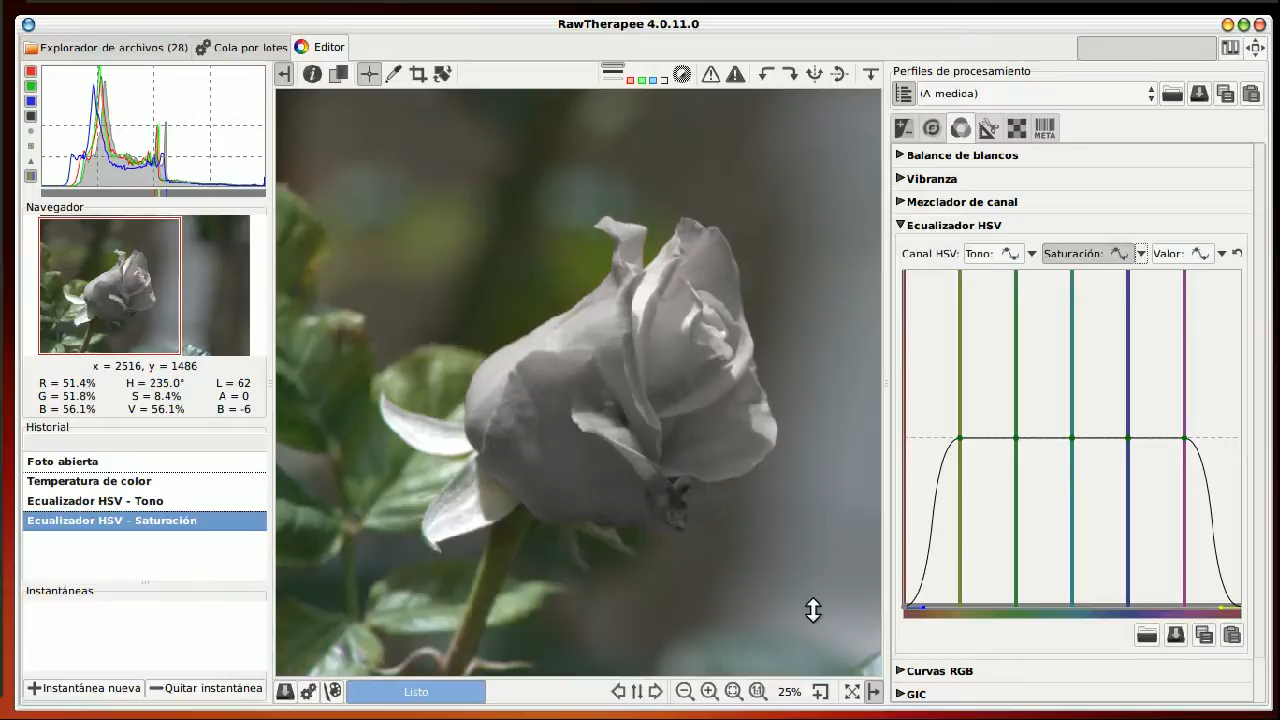 RawTherapee 4.0.11.0
Explorador de archivos (28)
Cola por lotes
Editor
Perfiles de procesamiento
(A medica)
META
Balance de blancos
Vibranza
Mezclador de canal
Ecualizador HSV
Canal HSV: Tono: Saturación: Valor:
Navegador
x = 2516, y = 1486
R = 51.4% H = 235.0° L = 62
G = 51.8% S = 8.4% A = 0
B = 56.1% V = 56.1% B = -6
Historial
Foto abierta
Temperatura de color
Ecualizador HSV - Tono
Ecualizador HSV - Saturación
Instantáneas
Instantánea nueva
Quitar instantánea
Listo
25%
Curvas RGB
GIC